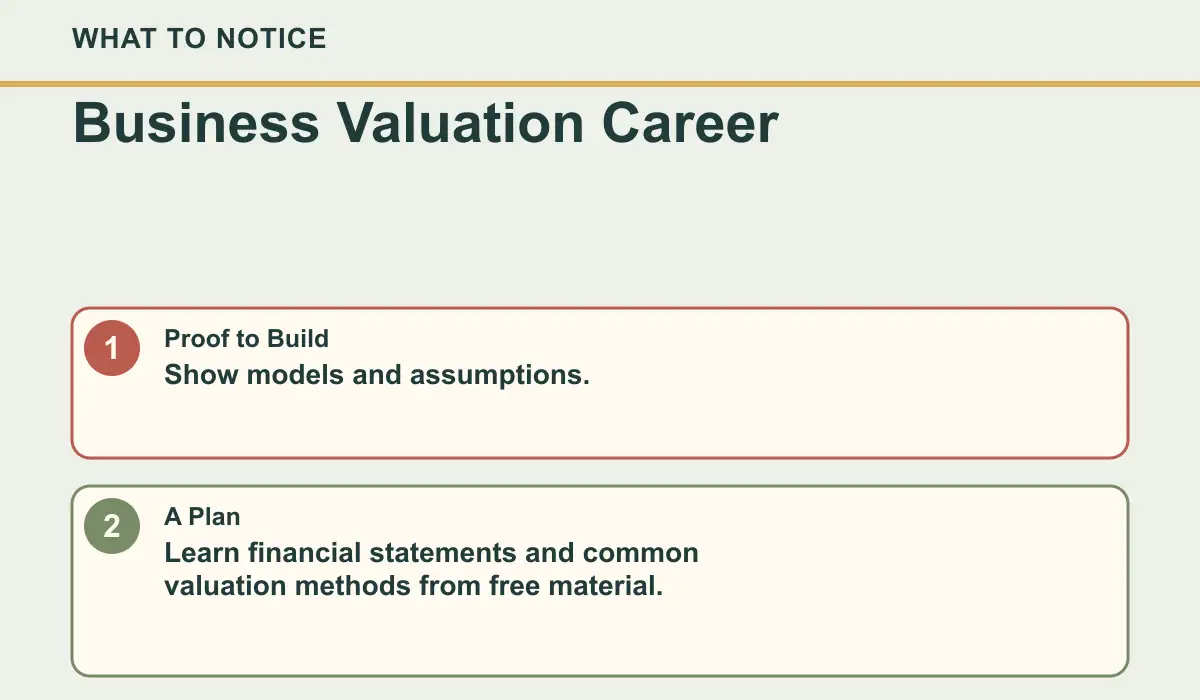 WHAT TO NOTICE
Business Valuation Career
1
Proof to Build
Show models and assumptions.
2
A Plan
Learn financial statements and common
valuation methods from free material.